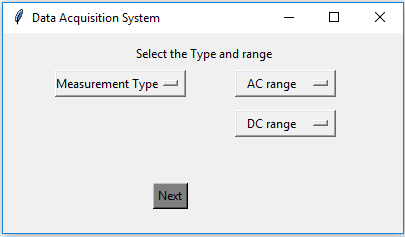 Data Acquisition System
Select the Type and range
Measurement Type
AC range
DC range
Next